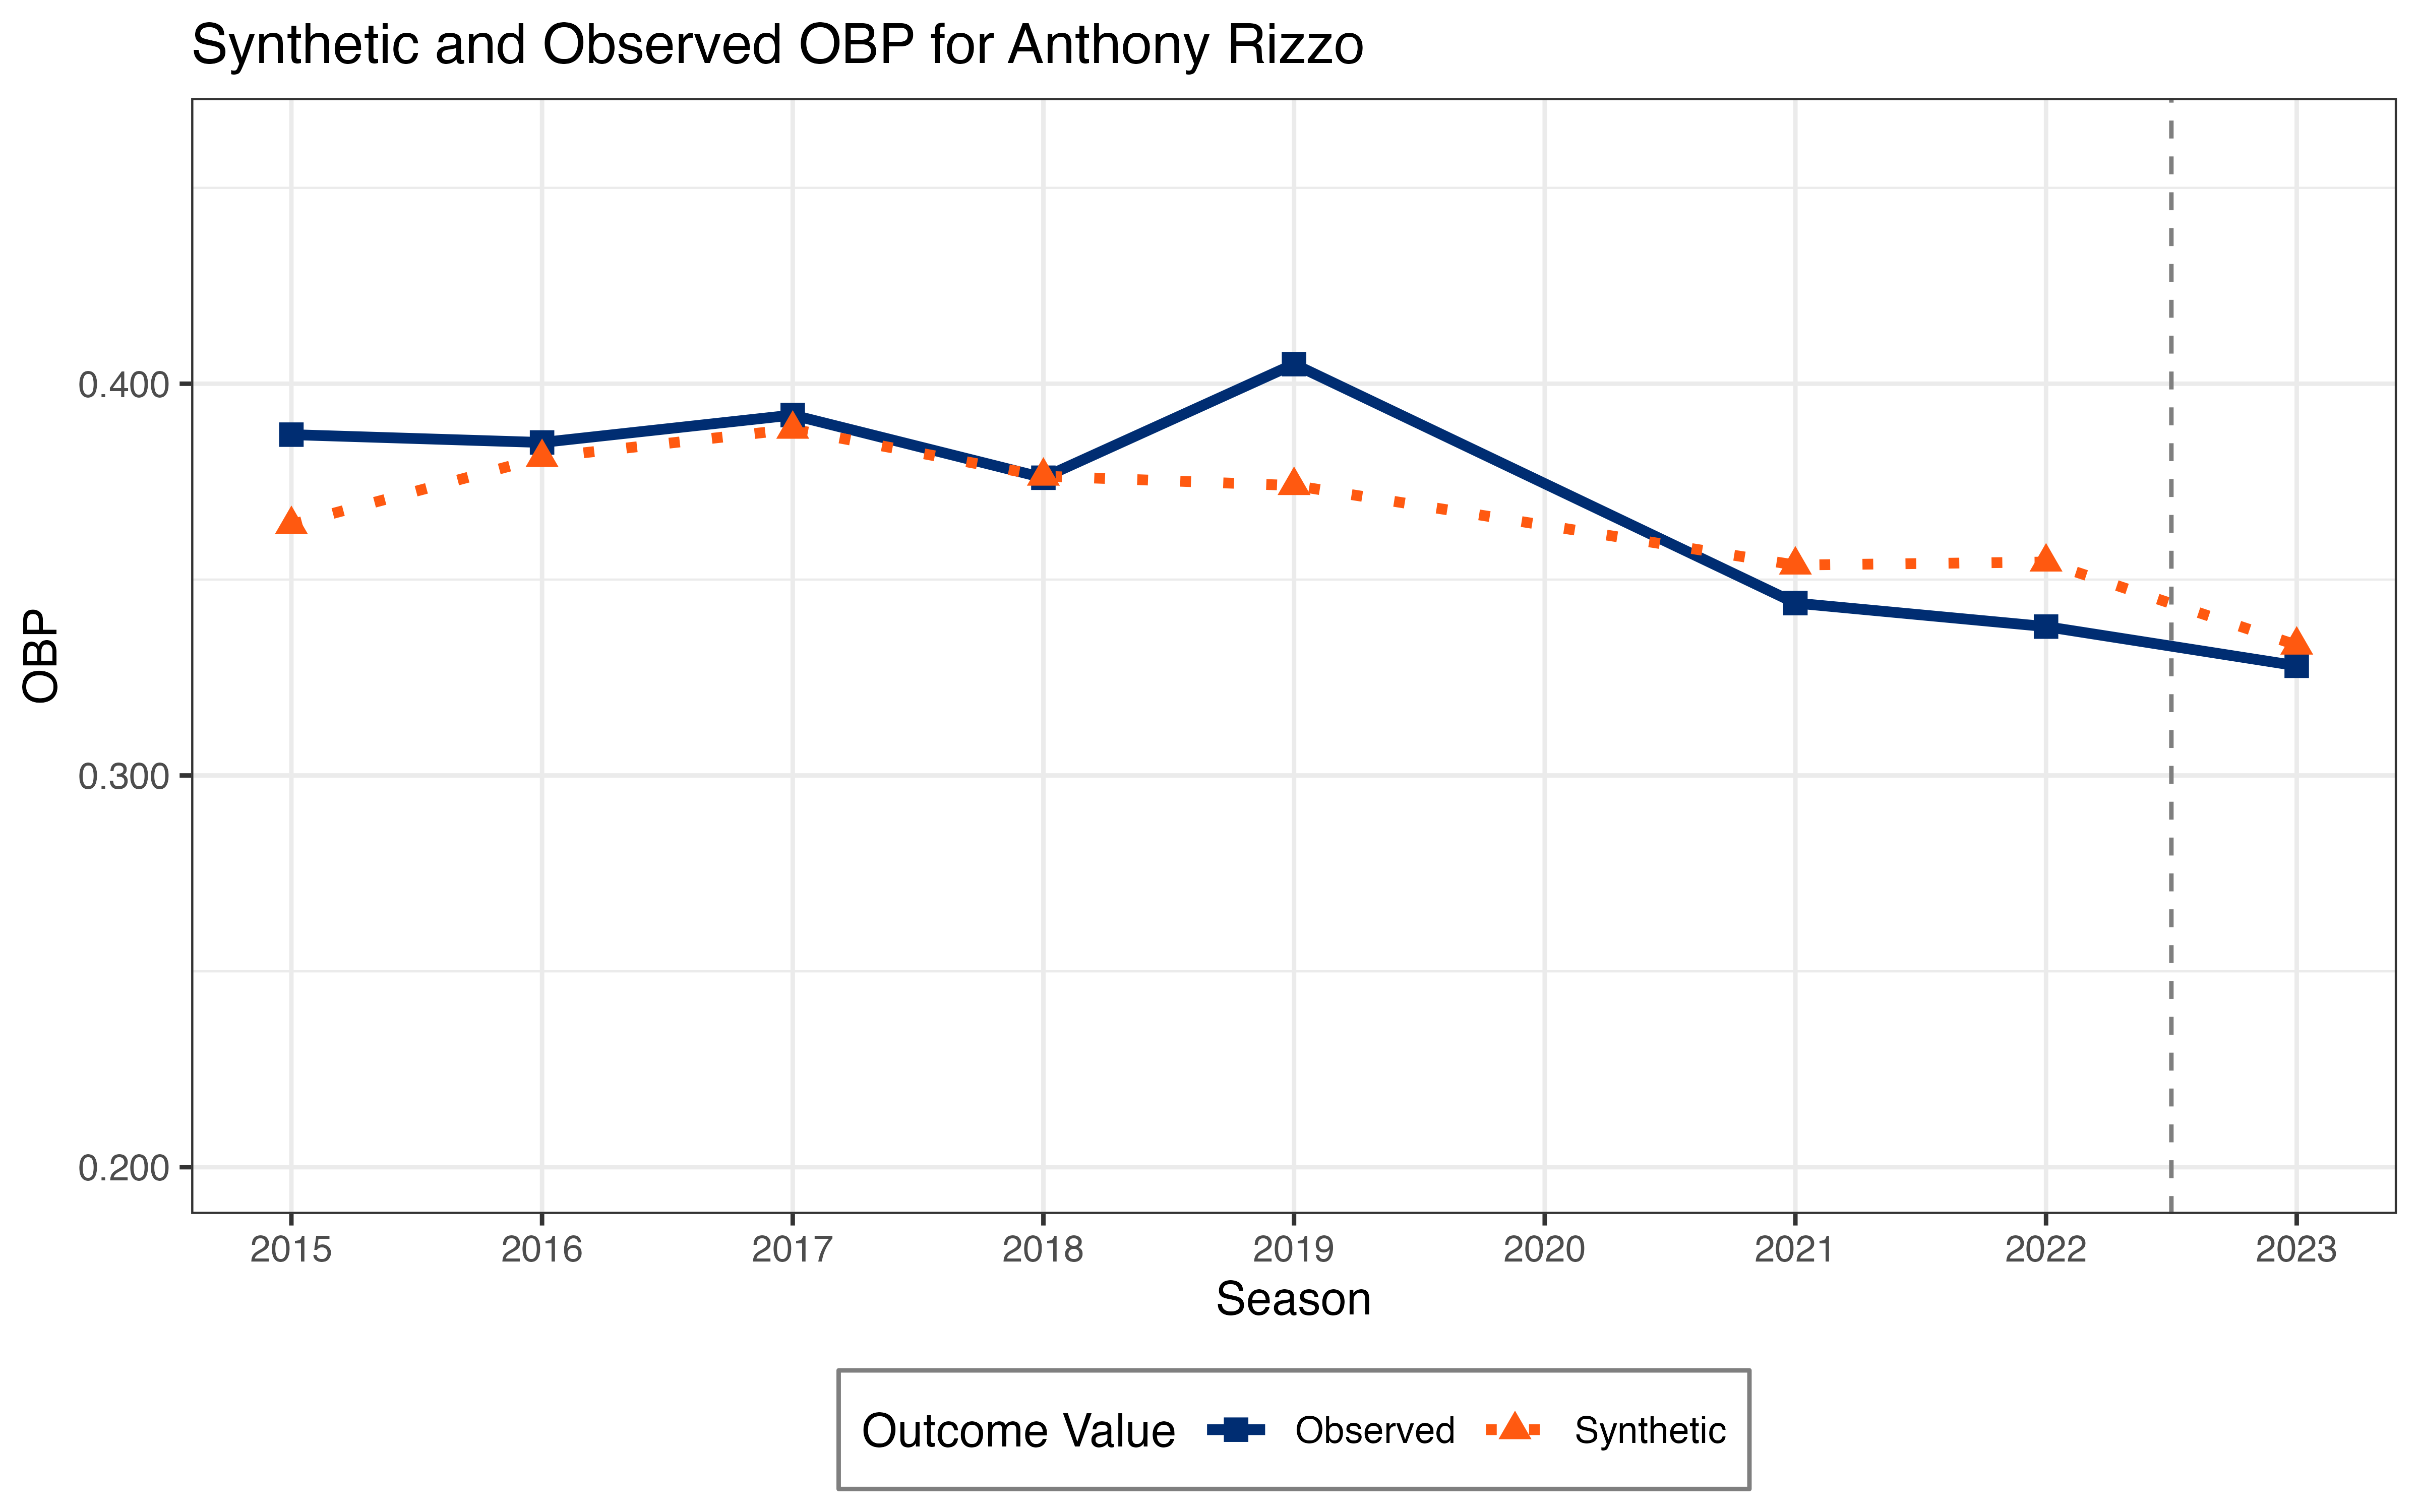 Synthetic and Observed OBP for Anthony Rizzo
OBP
0.400
0.300
0.200
2015 2016 2017 2018 2019 2020 2021 2022 2023
Season
Outcome Value Observed Synthetic